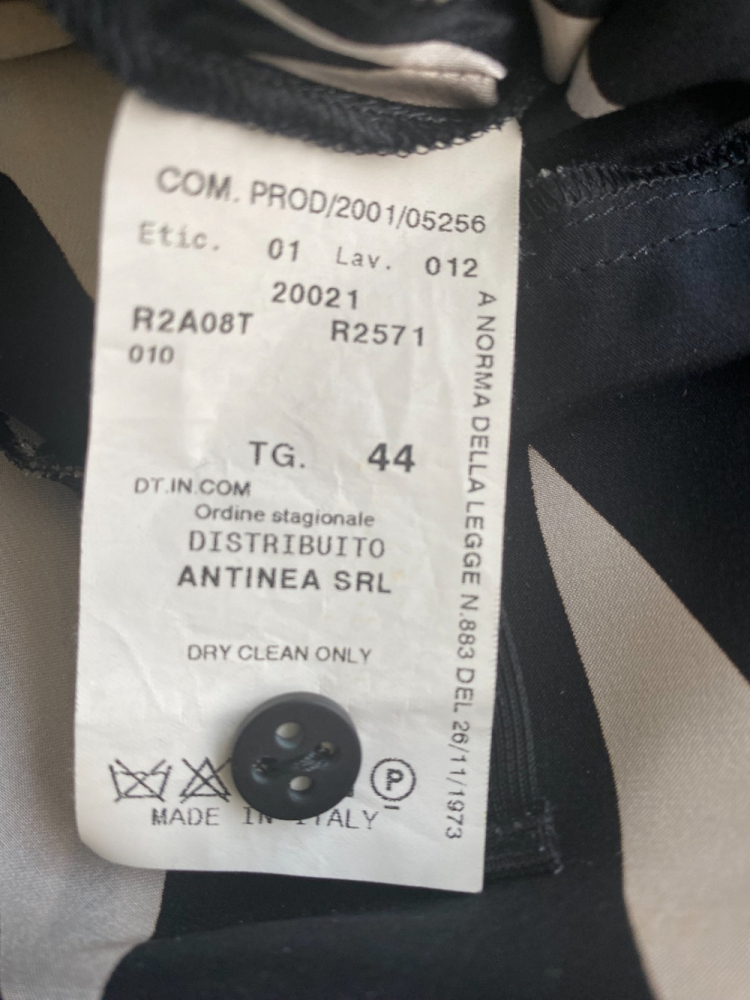 COM. PROD/2001/05256
Etic. 01 Lav. 012
20021
R2A08T R2571
010
TG. 44
DT.IN.COM
Ordine stagionale
DISTRIBUITO
ANTINEA SRL
DRY CLEAN ONLY
P
MADE IN ITALY
A NORMA DELLA LEGGE N.883 DEL 26/11/1973